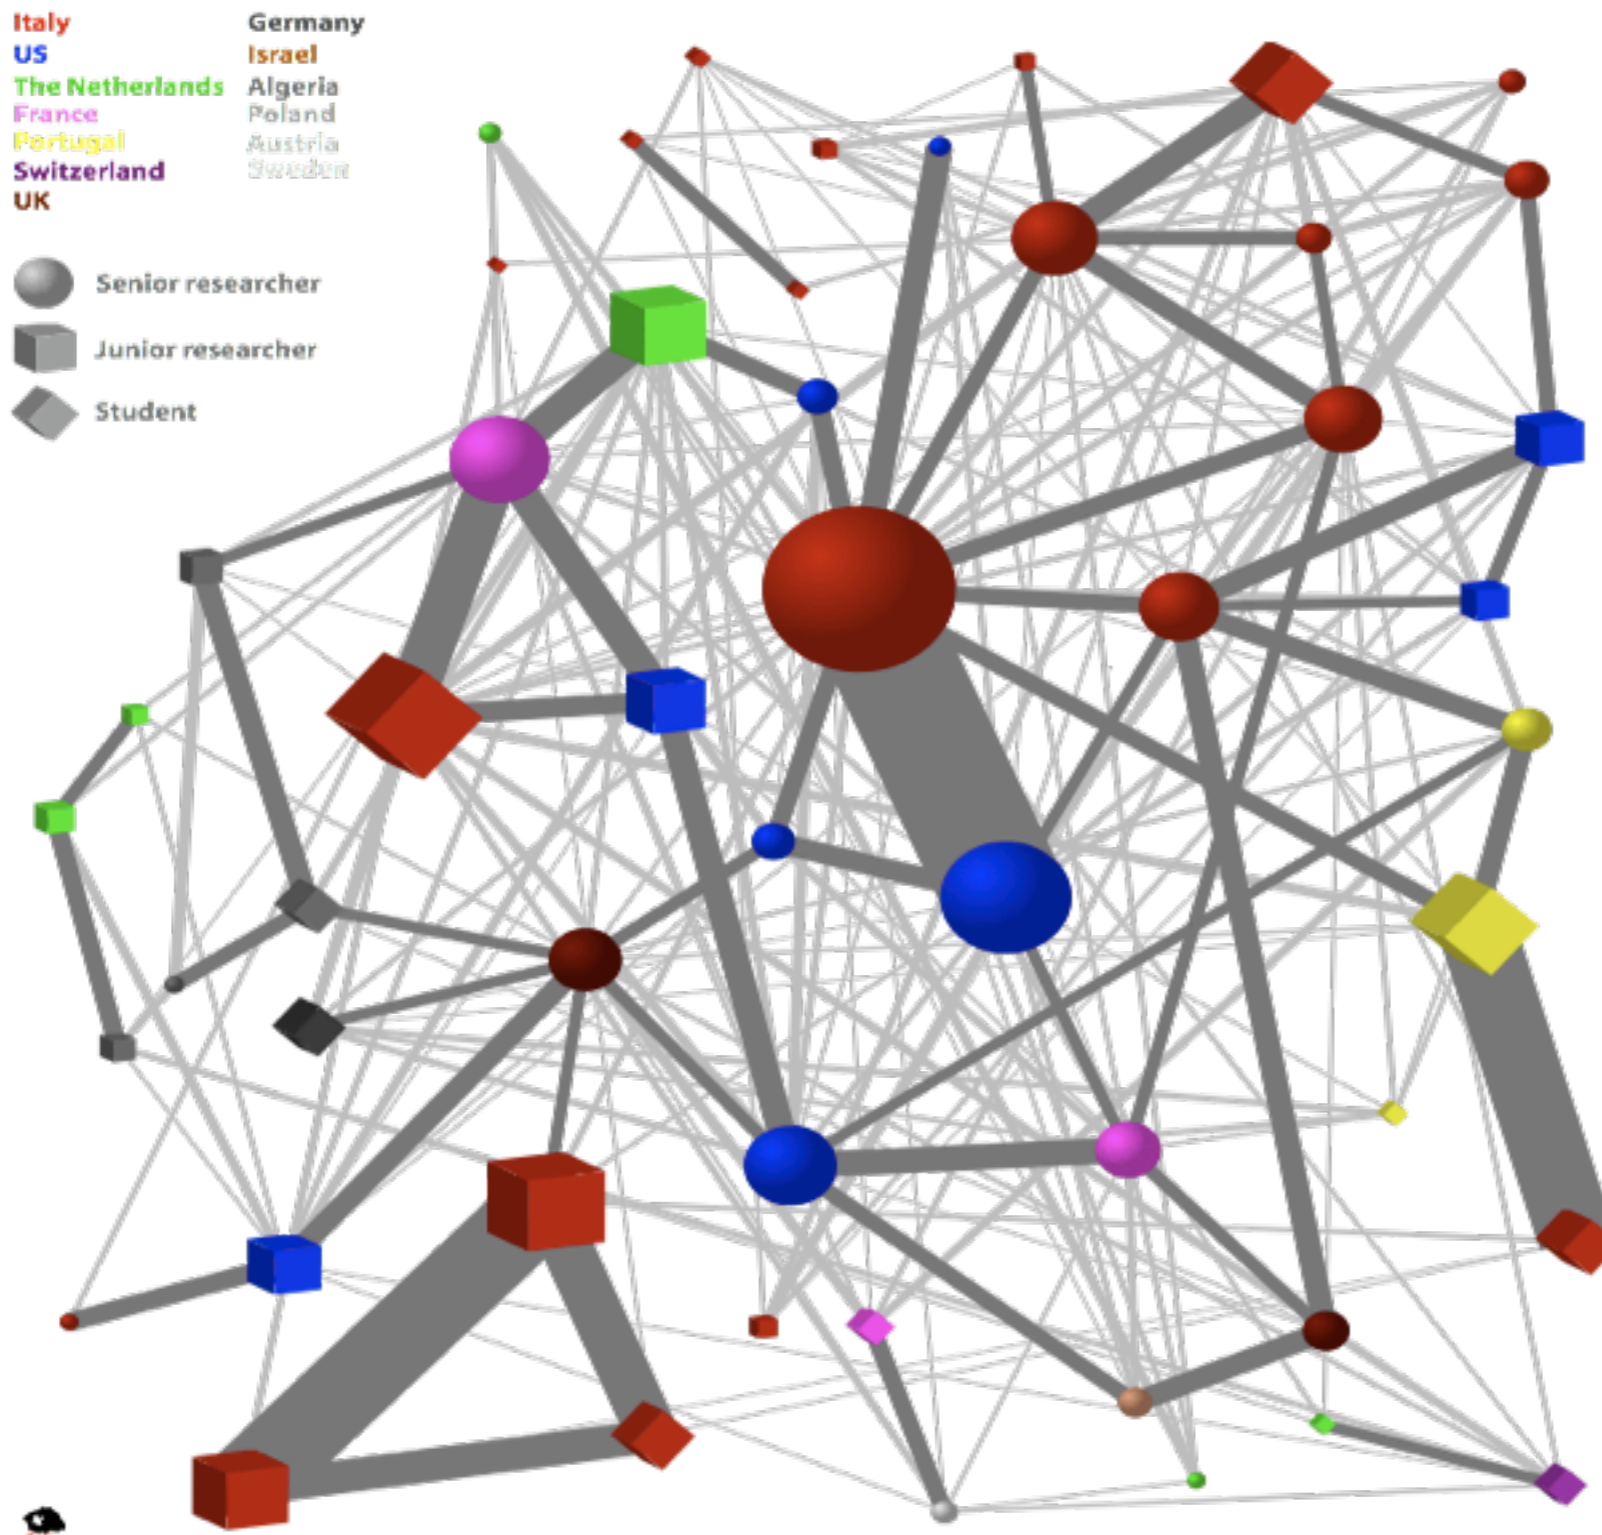 Italy
US
The Netherlands
France
Portugal
Switzerland
UK
Germany
Israel
Algeria
Poland
Austria
Sweden
Senior researcher
Junior researcher
Student